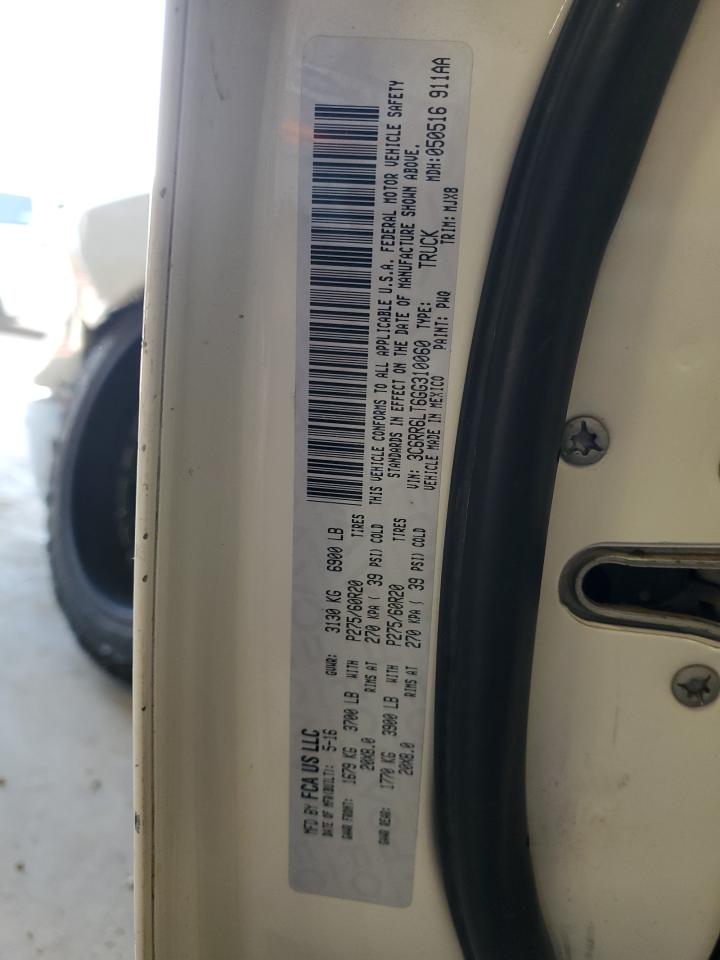 MFD BY FCA US LLC
DATE OF MFR(BUILT): 5-16 GVWR: 3130 KG 6900 LB
GAWR FRONT: 1679 KG 3700 LB WITH P275/60R20 TIRES
20X8.0 RIMS AT 270 KPA ( 39 PSI) COLD
GAWR REAR: 1770 KG 3900 LB WITH P275/60R20 TIRES
20X8.0 RIMS AT 270 KPA ( 39 PSI) COLD
THIS VEHICLE CONFORMS TO ALL APPLICABLE U.S.A. FEDERAL MOTOR VEHICLE SAFETY
STANDARDS IN EFFECT ON THE DATE OF MANUFACTURE SHOWN ABOVE.
VIN: 3C6RR6LT6GG310060 TYPE: TRUCK MDH: 050516 911AA
VEHICLE MADE IN MEXICO PAINT: PWQ TRIM: MJX8